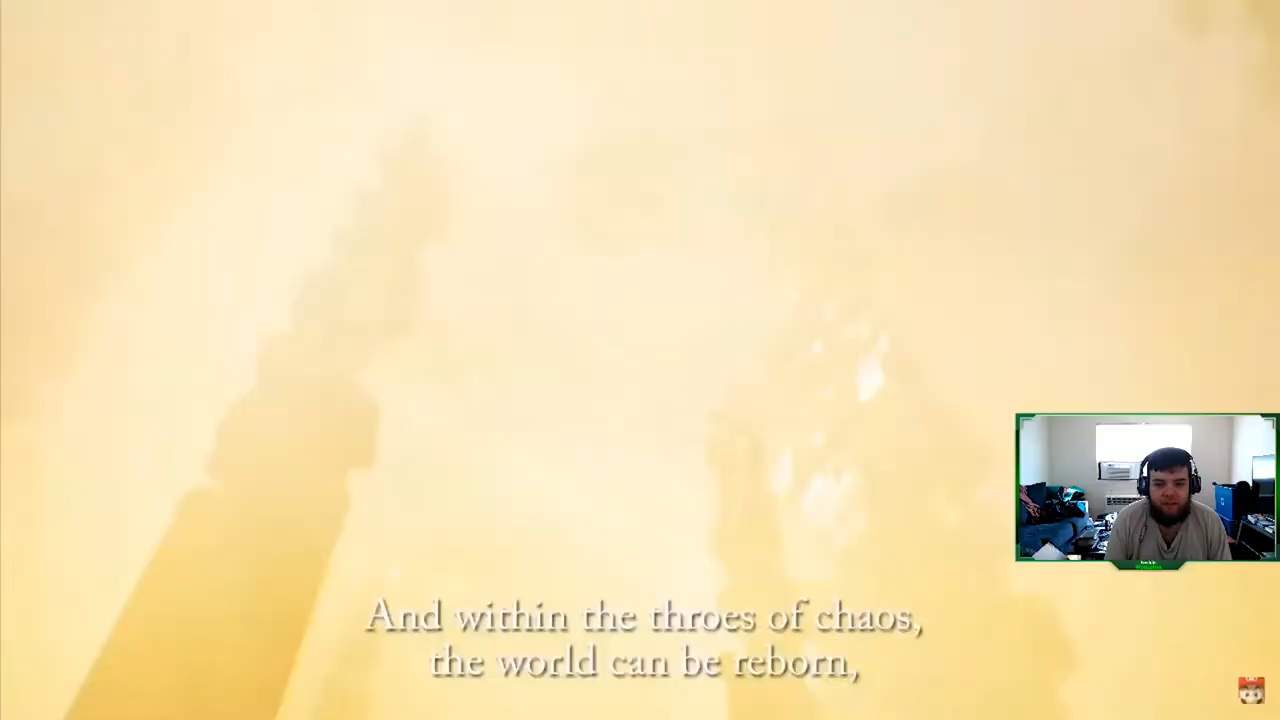 And within the throes of chaos,
the world can be reborn,